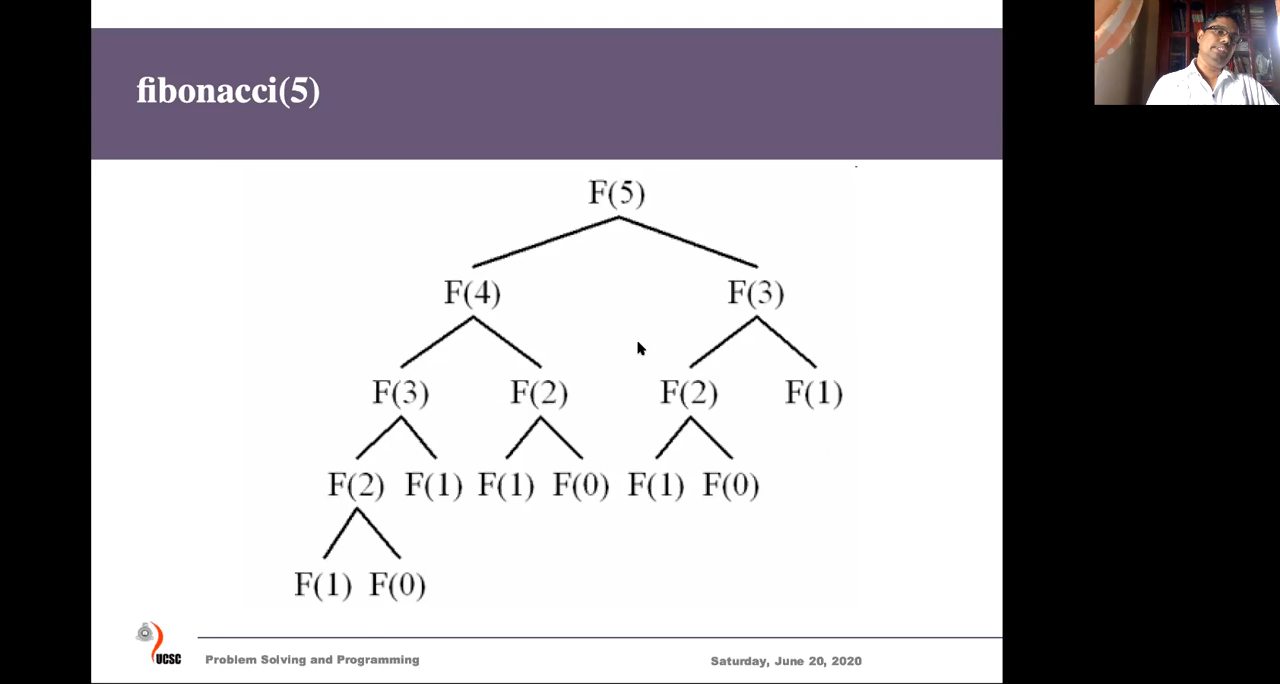 fibonacci(5)
F(5)
F(4) F(3)
F(3) F(2) F(2) F(1)
F(2) F(1) F(1) F(0) F(1) F(0)
F(1) F(0)
UCSC
Problem Solving and Programming
Saturday, June 20, 2020